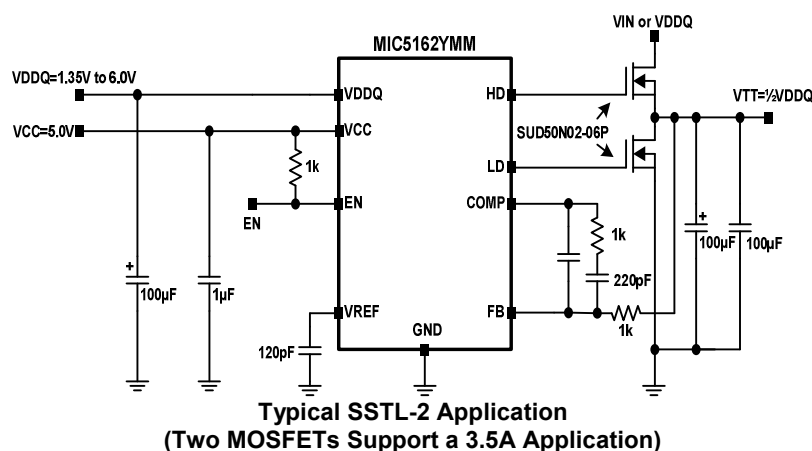 MIC5162YMM
VIN or VDDQ
VDDQ=1.35V to 6.0V
VDDQ
HD
VTT=½VDDQ
VCC=5.0V
VCC
SUD50N02-06P
1k
LD
EN
EN
COMP
1k
+
100µF
1µF
220pF
+
100µF
100µF
VREF
FB
1k
GND
120pF
Typical SSTL-2 Application
(Two MOSFETs Support a 3.5A Application)